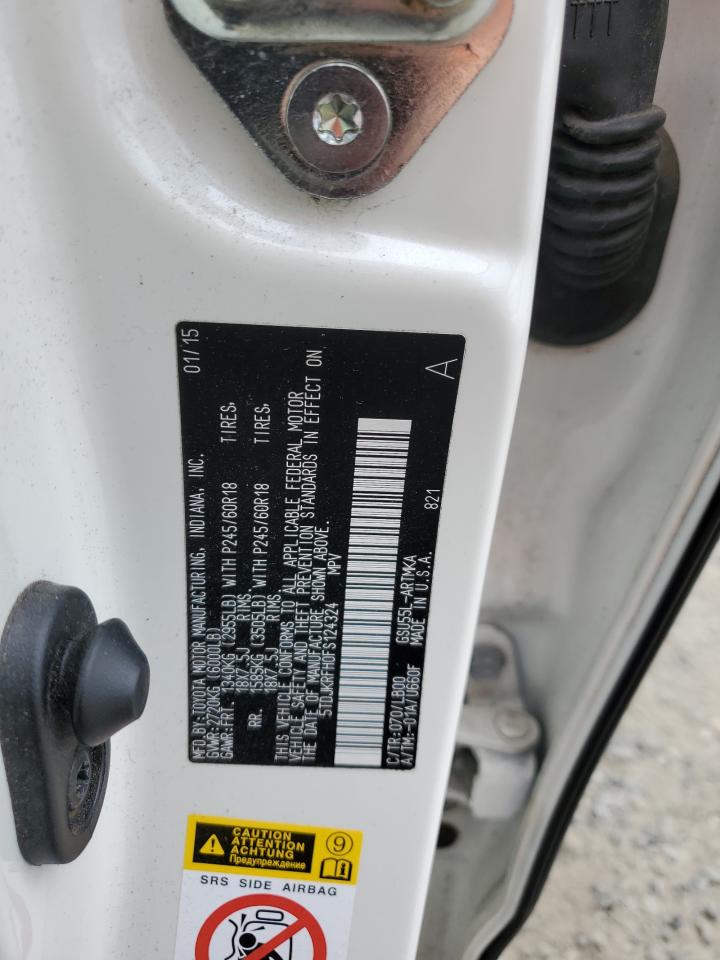 MFD.BY:TOYOTA MOTOR MANUFACTURING, INDIANA, INC. 01/15
GVWR:2720KG (6000LB)
GAWR:FRT. 1340KG (2955LB) WITH P245/60R18 TIRES,
18X7.5J RIMS,
RR. 1585KG (3505LB) WITH P245/60R18 TIRES,
18X7.5J RIMS,
THIS VEHICLE CONFORMS TO ALL APPLICABLE FEDERAL MOTOR
VEHICLE SAFETY AND THEFT PREVENTION STANDARDS IN EFFECT ON
THE DATE OF MANUFACTURE SHOWN ABOVE.
5TDJKRFH0FS124324 MPV
C/TR:070/LB00 GSU55L-ARTMKA
A/TM:-01A/U660F MADE IN U.S.A. 821
A
CAUTION
ATTENTION
ACHTUNG
Предупреждение
9
SRS SIDE AIRBAG